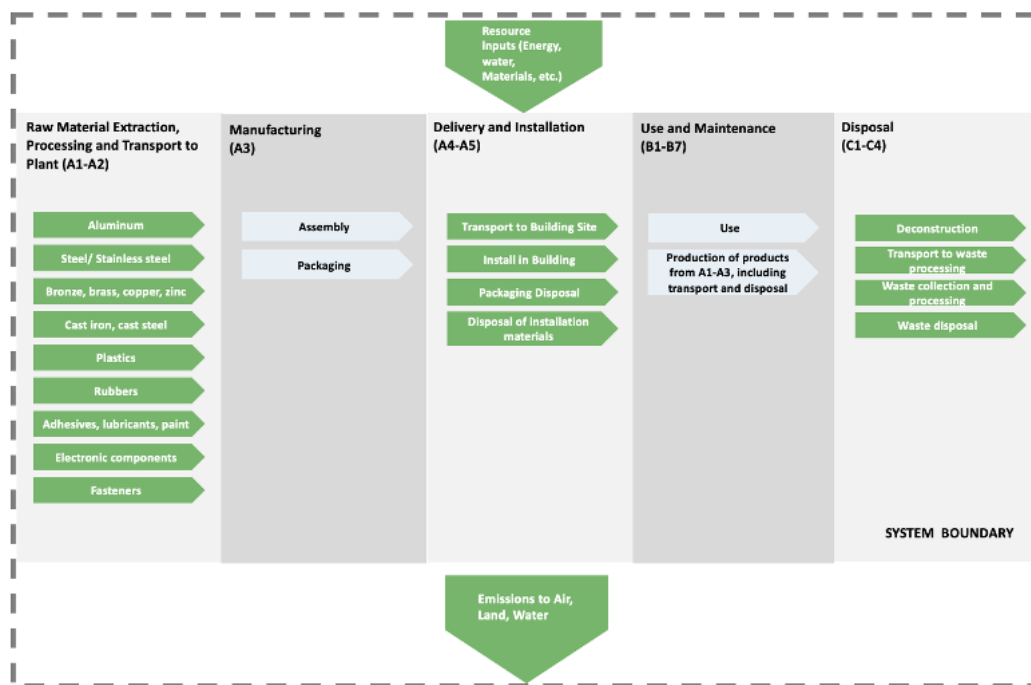 Resource
Inputs (Energy,
water,
Materials, etc.)
Raw Material Extraction,
Processing and Transport to
Plant (A1-A2)
Aluminum
Steel/ Stainless steel
Bronze, brass, copper, zinc
Cast iron, cast steel
Plastics
Rubbers
Adhesives, lubricants, paint
Electronic components
Fasteners
Manufacturing
(A3)
Assembly
Packaging
Delivery and Installation
(A4-A5)
Transport to Building Site
Install in Building
Packaging Disposal
Disposal of installation
materials
Use and Maintenance
(B1-B7)
Use
Production of products
from A1-A3, including
transport and disposal
Disposal
(C1-C4)
Deconstruction
Transport to waste
processing
Waste collection and
processing
Waste disposal
SYSTEM BOUNDARY
Emissions to Air,
Land, Water